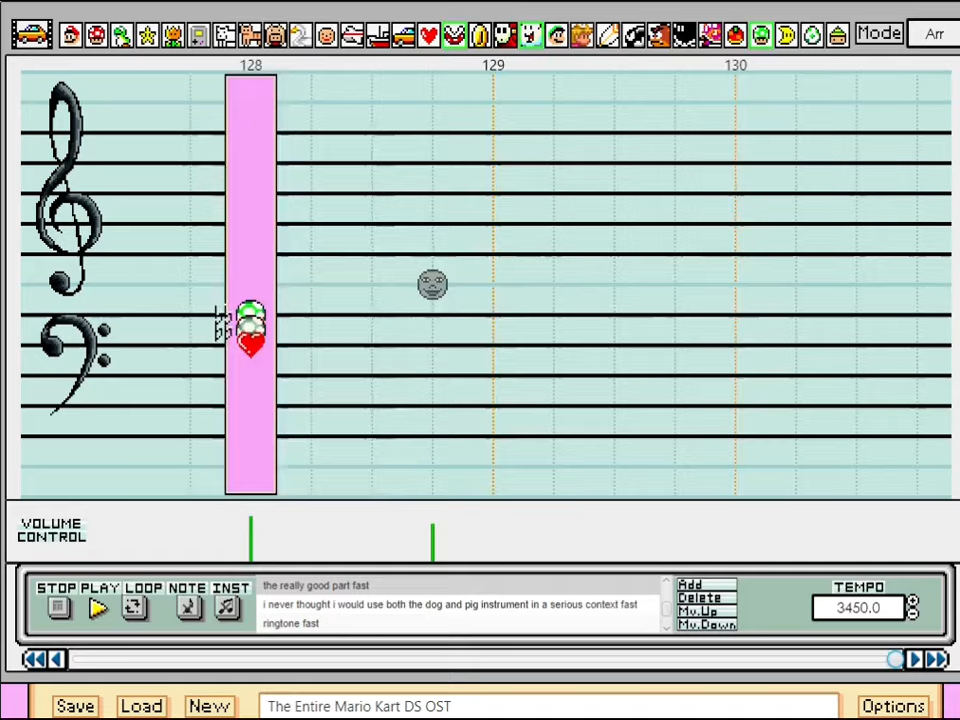 Mode Arr
128 129 130
VOLUME
CONTROL
STOP PLAY LOOP NOTE INST
the really good part fast
i never thought i would use both the dog and pig instrument in a serious context fast
ringtone fast
Add
Delete
Mv.Up
Mv.Down
TEMPO
3450.0
Save Load New The Entire Mario Kart DS OST Options